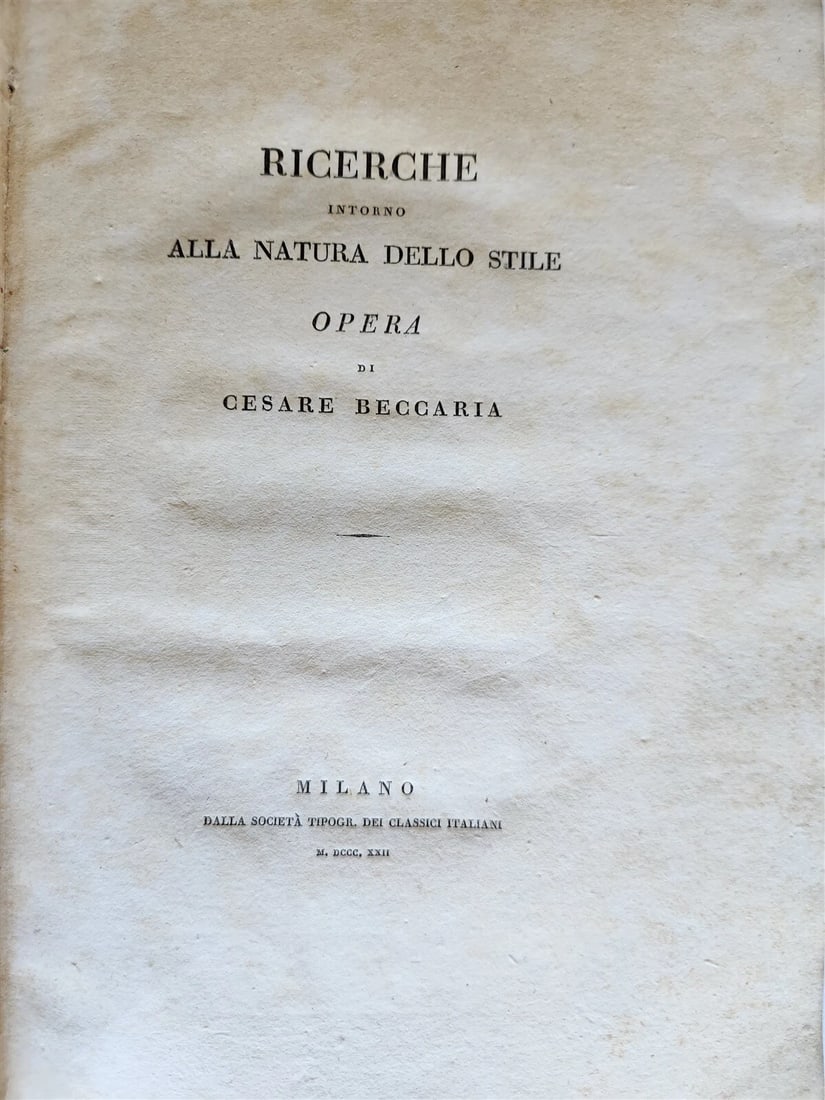 RICERCHE
INTORNO
ALLA NATURA DELLO STILE
OPERA
DI
CESARE BECCARIA
MILANO
DALLA SOCIETÀ TIPOGR. DEI CLASSICI ITALIANI
M. DCCC. XXII